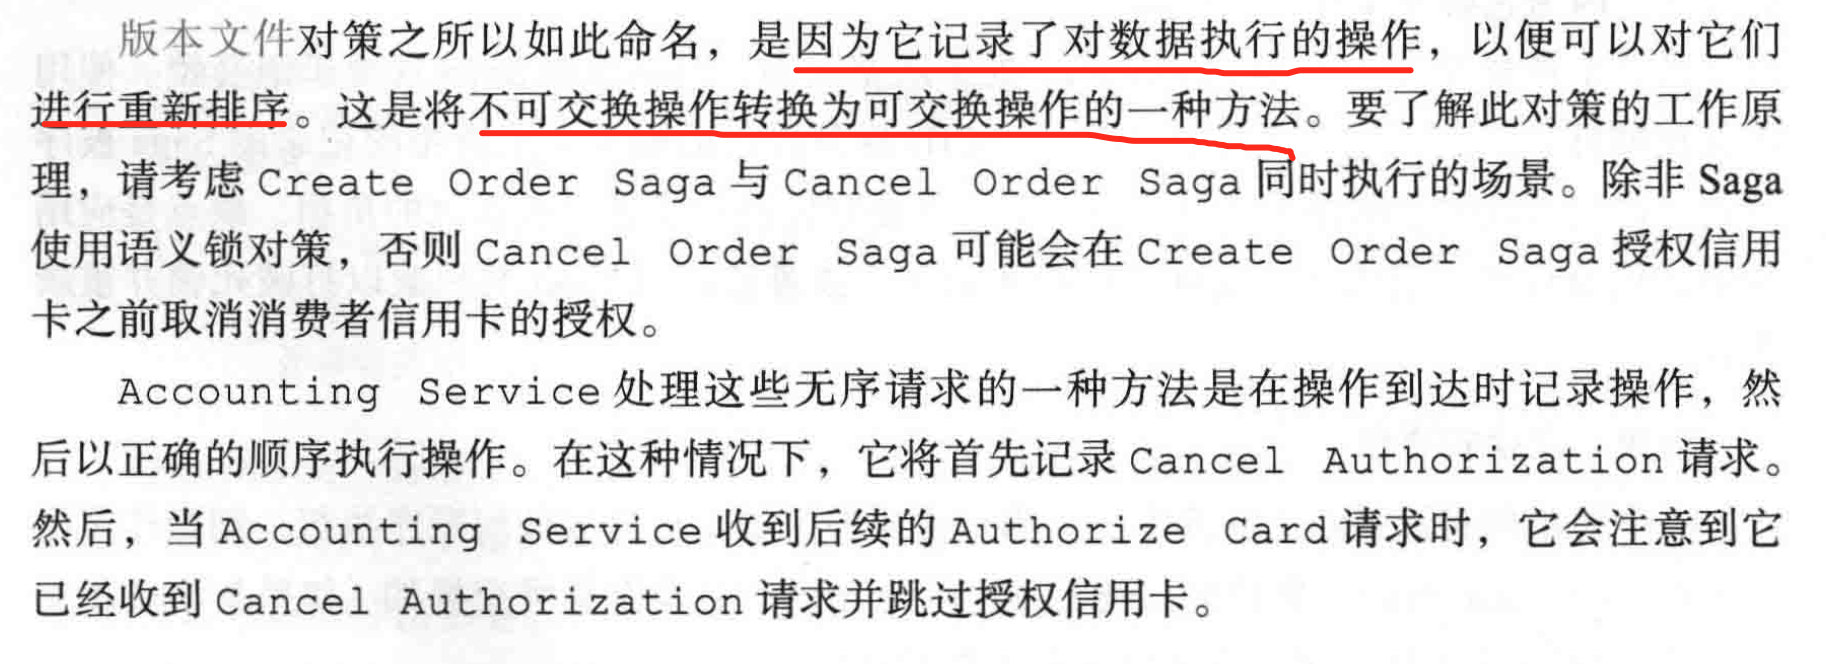 版本文件对策之所以如此命名，是因为它记录了对数据执行的操作，以便可以对它们
进行重新排序。这是将不可交换操作转换为可交换操作的一种方法。要了解此对策的工作原
理，请考虑 Create Order Saga 与 Cancel Order Saga 同时执行的场景。除非 Saga
使用语义锁对策，否则 Cancel Order Saga 可能会在 Create Order Saga 授权信用
卡之前取消消费者信用卡的授权。
Accounting Service 处理这些无序请求的一种方法是在操作到达时记录操作，然
后以正确的顺序执行操作。在这种情况下，它将首先记录 Cancel Authorization 请求。
然后，当 Accounting Service 收到后续的 Authorize Card 请求时，它会注意到它
已经收到 Cancel Authorization 请求并跳过授权信用卡。